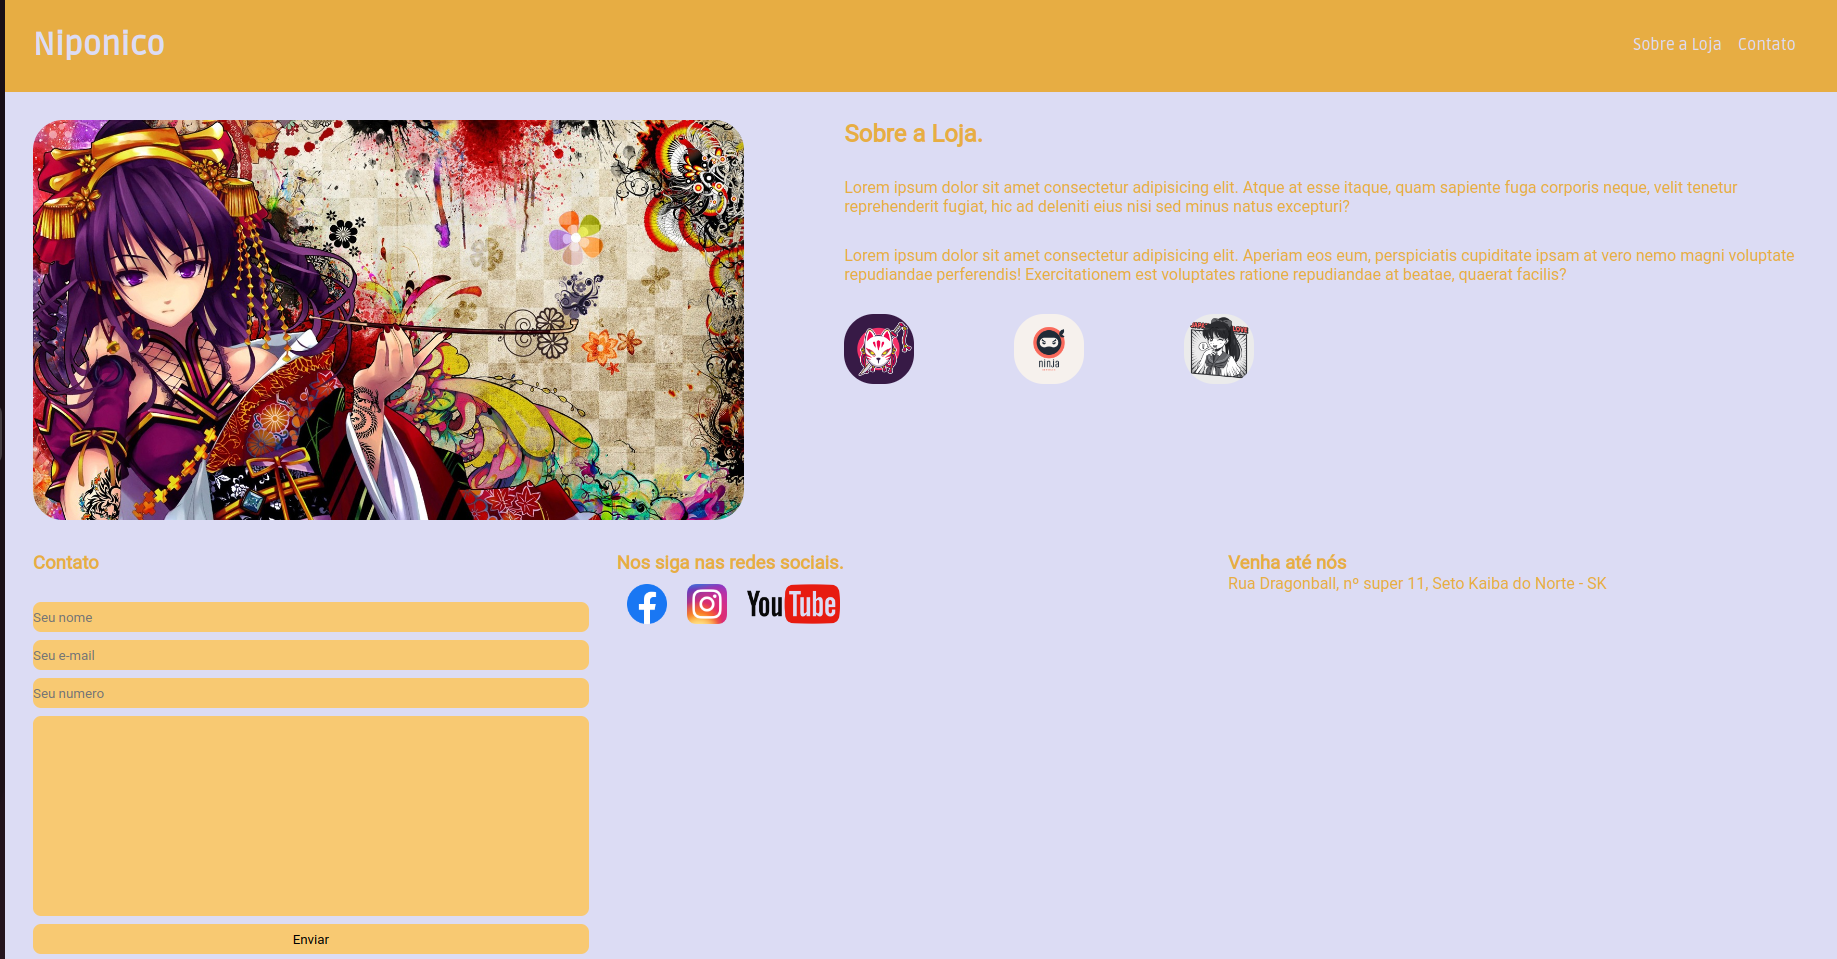 Niponico
Sobre a Loja Contato
Sobre a Loja.
Lorem ipsum dolor sit amet consectetur adipisicing elit. Atque at esse itaque, quam sapiente fuga corporis neque, velit tenetur
reprehenderit fugiat, hic ad deleniti eius nisi sed minus natus excepturi?
Lorem ipsum dolor sit amet consectetur adipisicing elit. Aperiam eos eum, perspiciatis cupiditate ipsam at vero nemo magni voluptate
repudiandae perferendis! Exercitationem est voluptates ratione repudiandae at beatae, quaerat facilis?
ninja
Contato
Seu nome
Seu e-mail
Seu numero
Enviar
Nos siga nas redes sociais.
YouTube
Venha até nós
Rua Dragonball, nº super 11, Seto Kaiba do Norte - SK